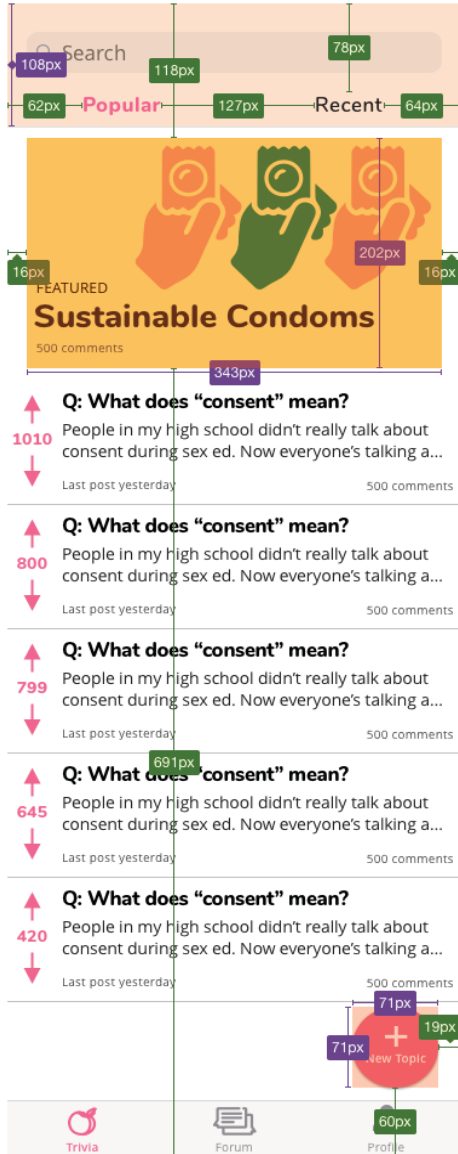 Search
108px
78px
118px
62px
Popular
127px
Recent
64px
202px
16px
16px
FEATURED
Sustainable Condoms
500 comments
343px
Q: What does “consent” mean?
1010
People in my high school didn’t really talk about
consent during sex ed. Now everyone’s talking a...
Last post yesterday
500 comments
Q: What does “consent” mean?
800
People in my high school didn’t really talk about
consent during sex ed. Now everyone’s talking a...
Last post yesterday
500 comments
Q: What does “consent” mean?
799
People in my high school didn’t really talk about
consent during sex ed. Now everyone’s talking a...
Last post yesterday
500 comments
691px
Q: What does “consent” mean?
645
People in my high school didn’t really talk about
consent during sex ed. Now everyone’s talking a...
Last post yesterday
500 comments
Q: What does “consent” mean?
420
People in my high school didn’t really talk about
consent during sex ed. Now everyone’s talking a...
Last post yesterday
500 comments
71px
19px
71px
New Topic
60px
Trivia
Forum
Profile